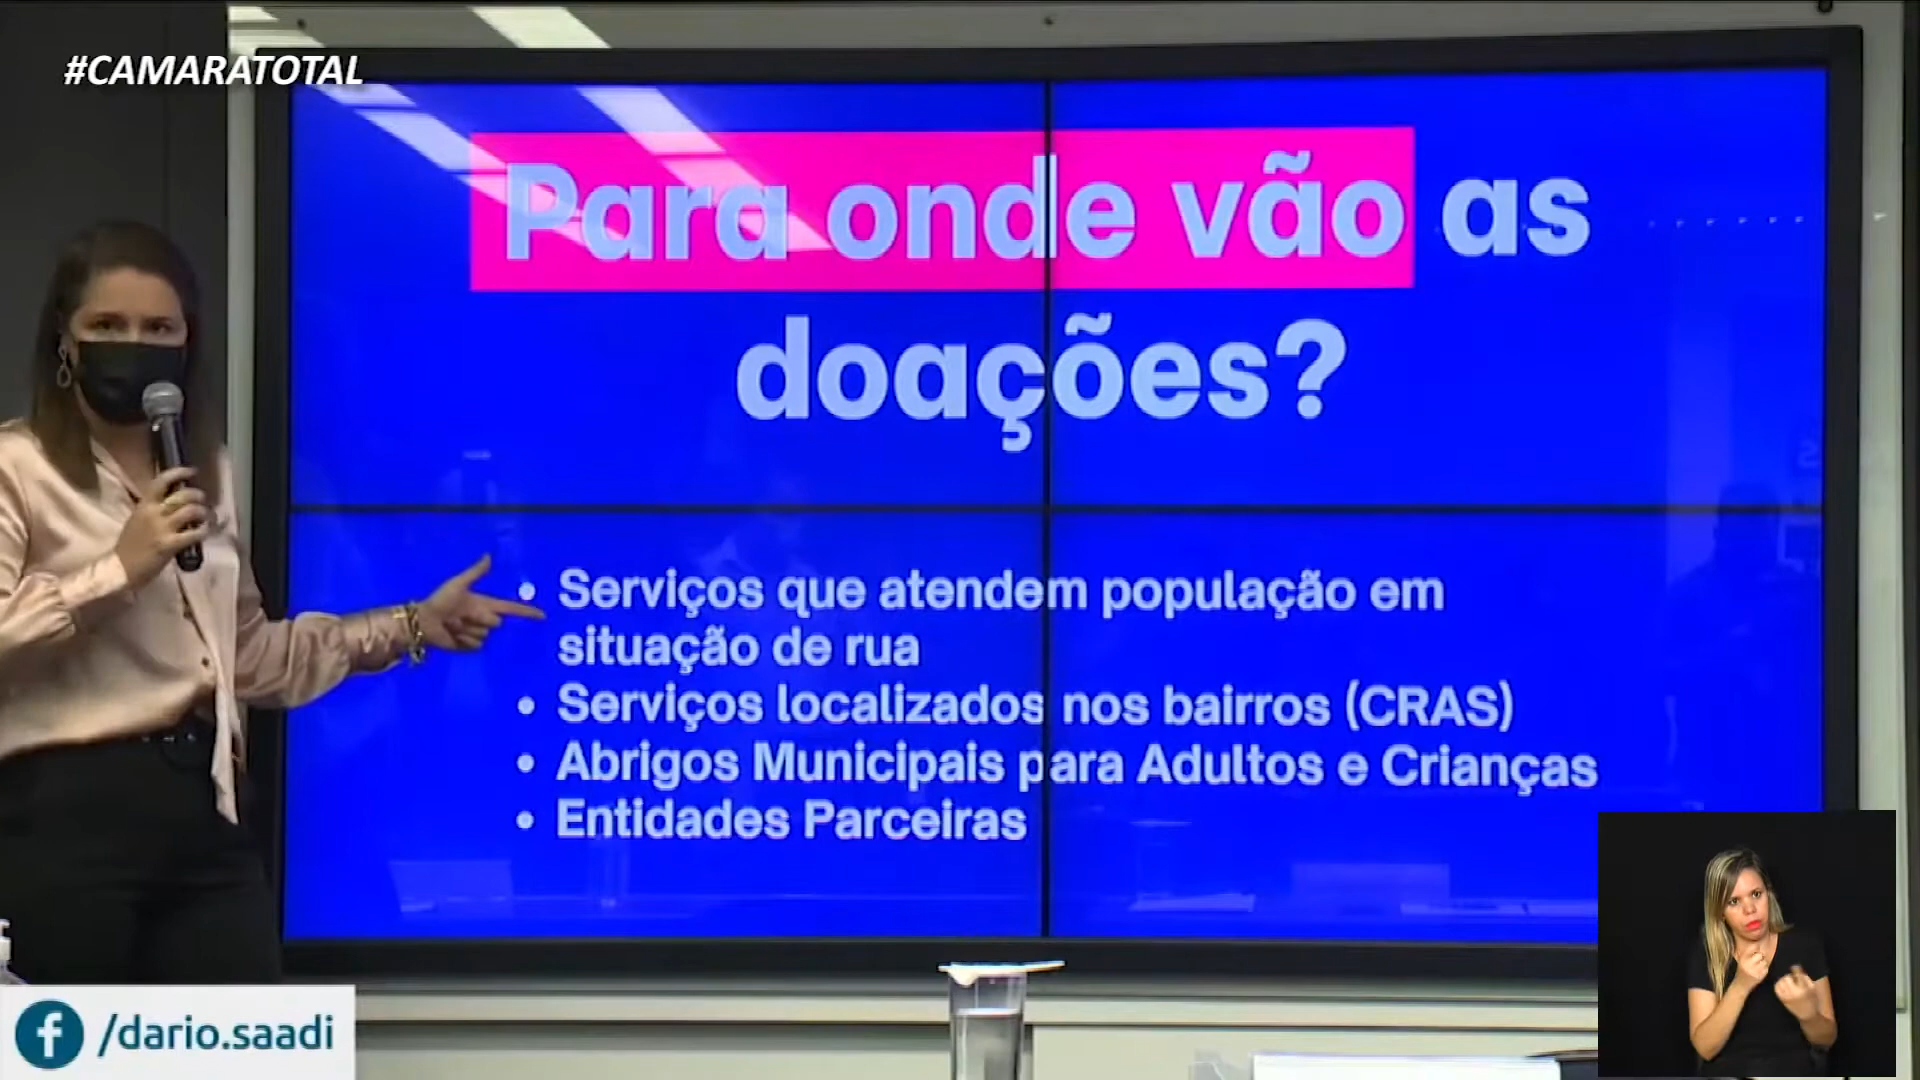 #CAMARATOTAL
Para onde vão as
doações?
• Serviços que atendem população em
situação de rua
• Serviços localizados nos bairros (CRAS)
• Abrigos Municipais para Adultos e Crianças
• Entidades Parceiras
/dario.saadi